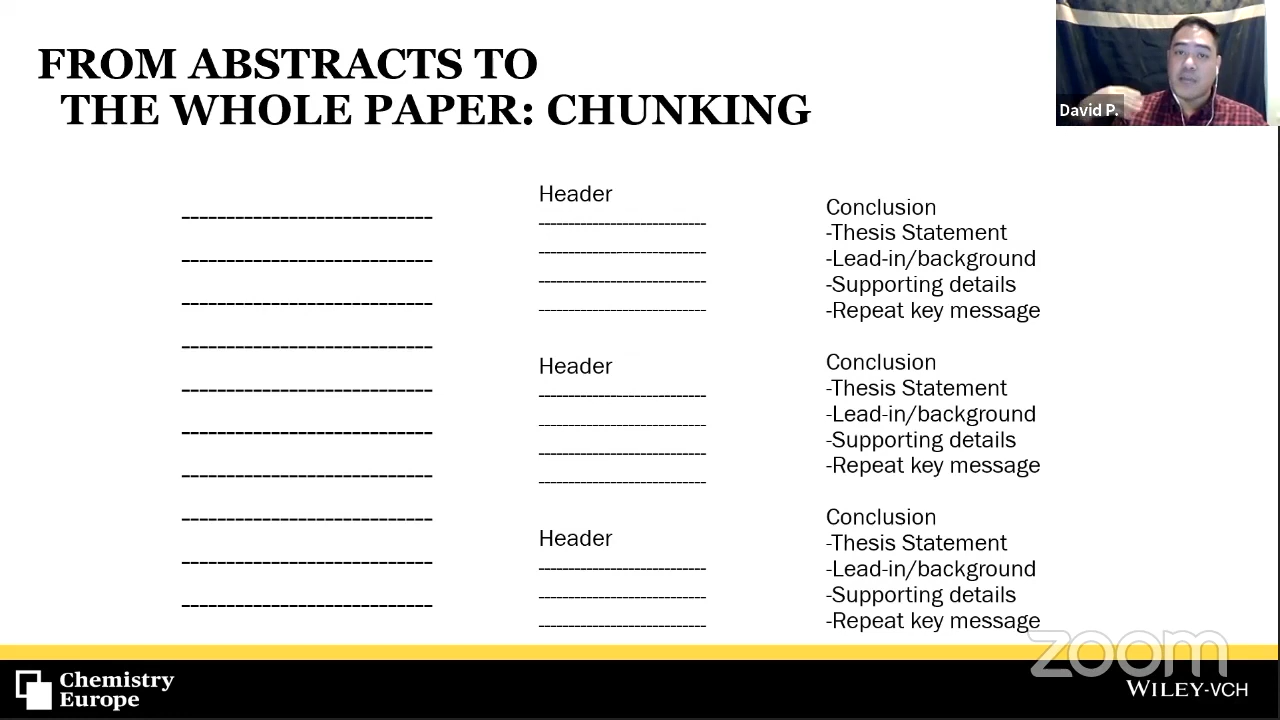 FROM ABSTRACTS TO
THE WHOLE PAPER: CHUNKING
David P.
Header
Header
Header
Conclusion
-Thesis Statement
-Lead-in/background
-Supporting details
-Repeat key message
Conclusion
-Thesis Statement
-Lead-in/background
-Supporting details
-Repeat key message
Conclusion
-Thesis Statement
-Lead-in/background
-Supporting details
-Repeat key message
zoom
Chemistry
Europe
WILEY-VCH